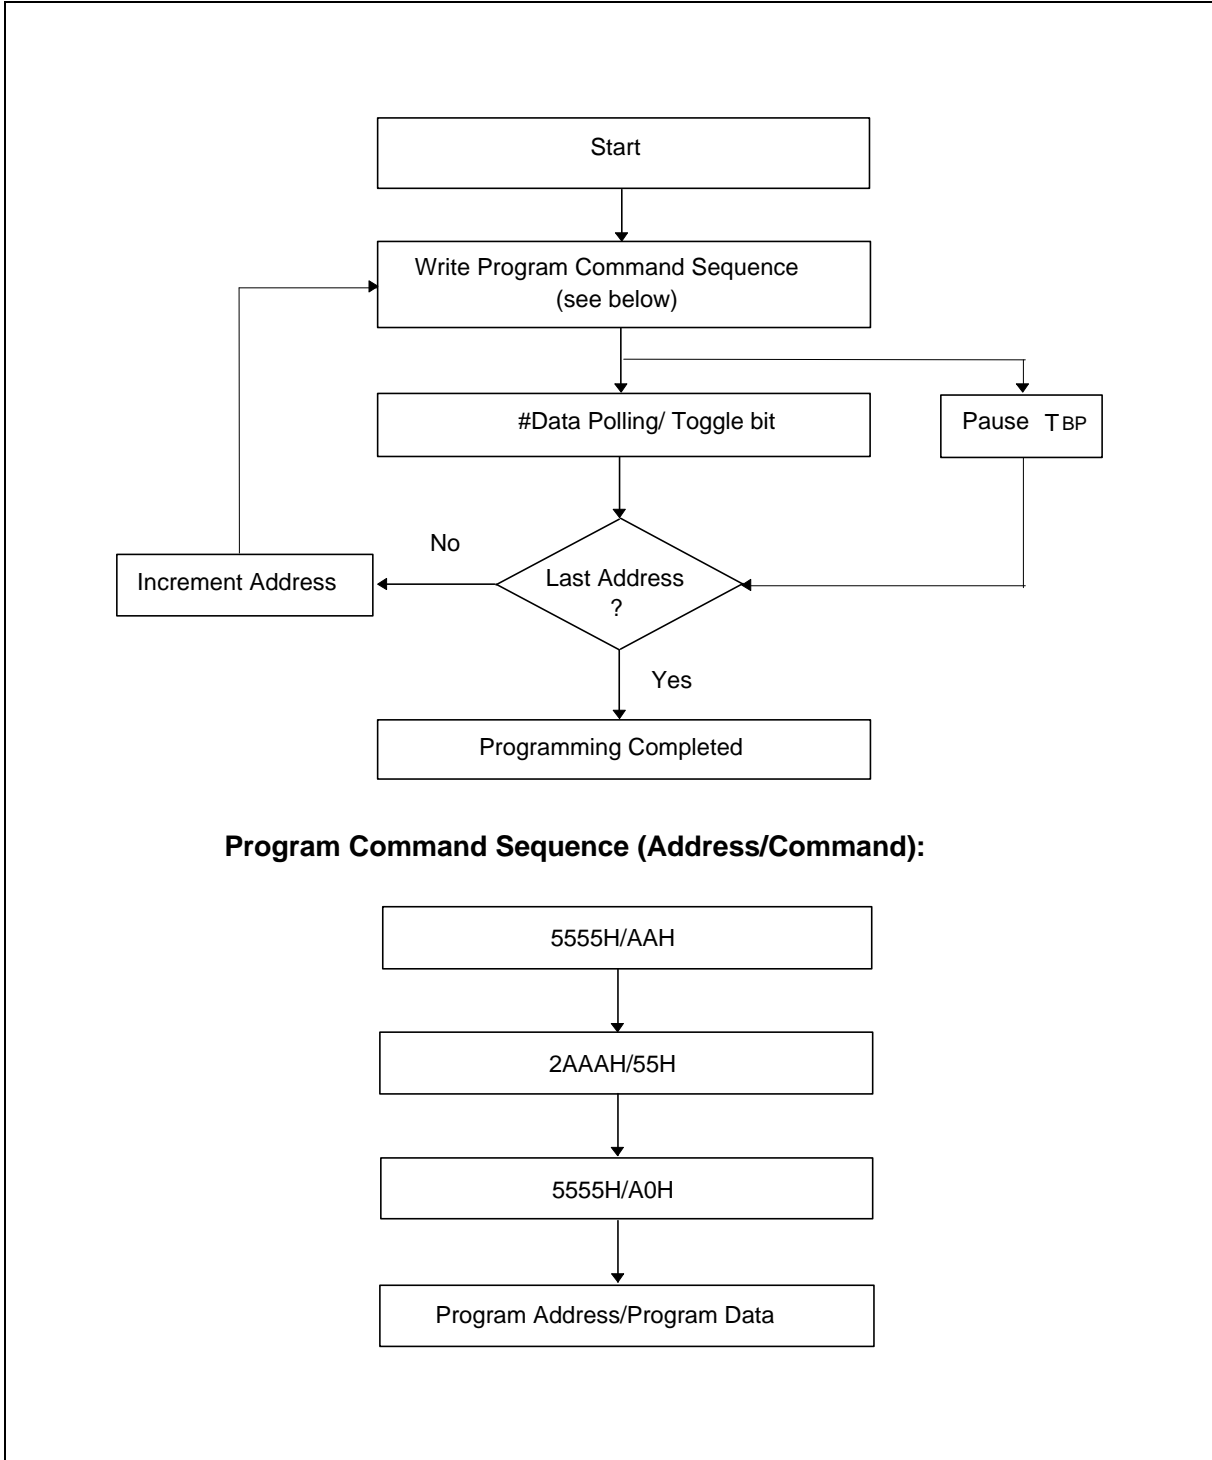 Start
Write Program Command Sequence
(see below)
#Data Polling/ Toggle bit
Pause TBP
No
Increment Address
Last Address
?
Yes
Programming Completed
Program Command Sequence (Address/Command):
5555H/AAH
2AAAH/55H
5555H/A0H
Program Address/Program Data